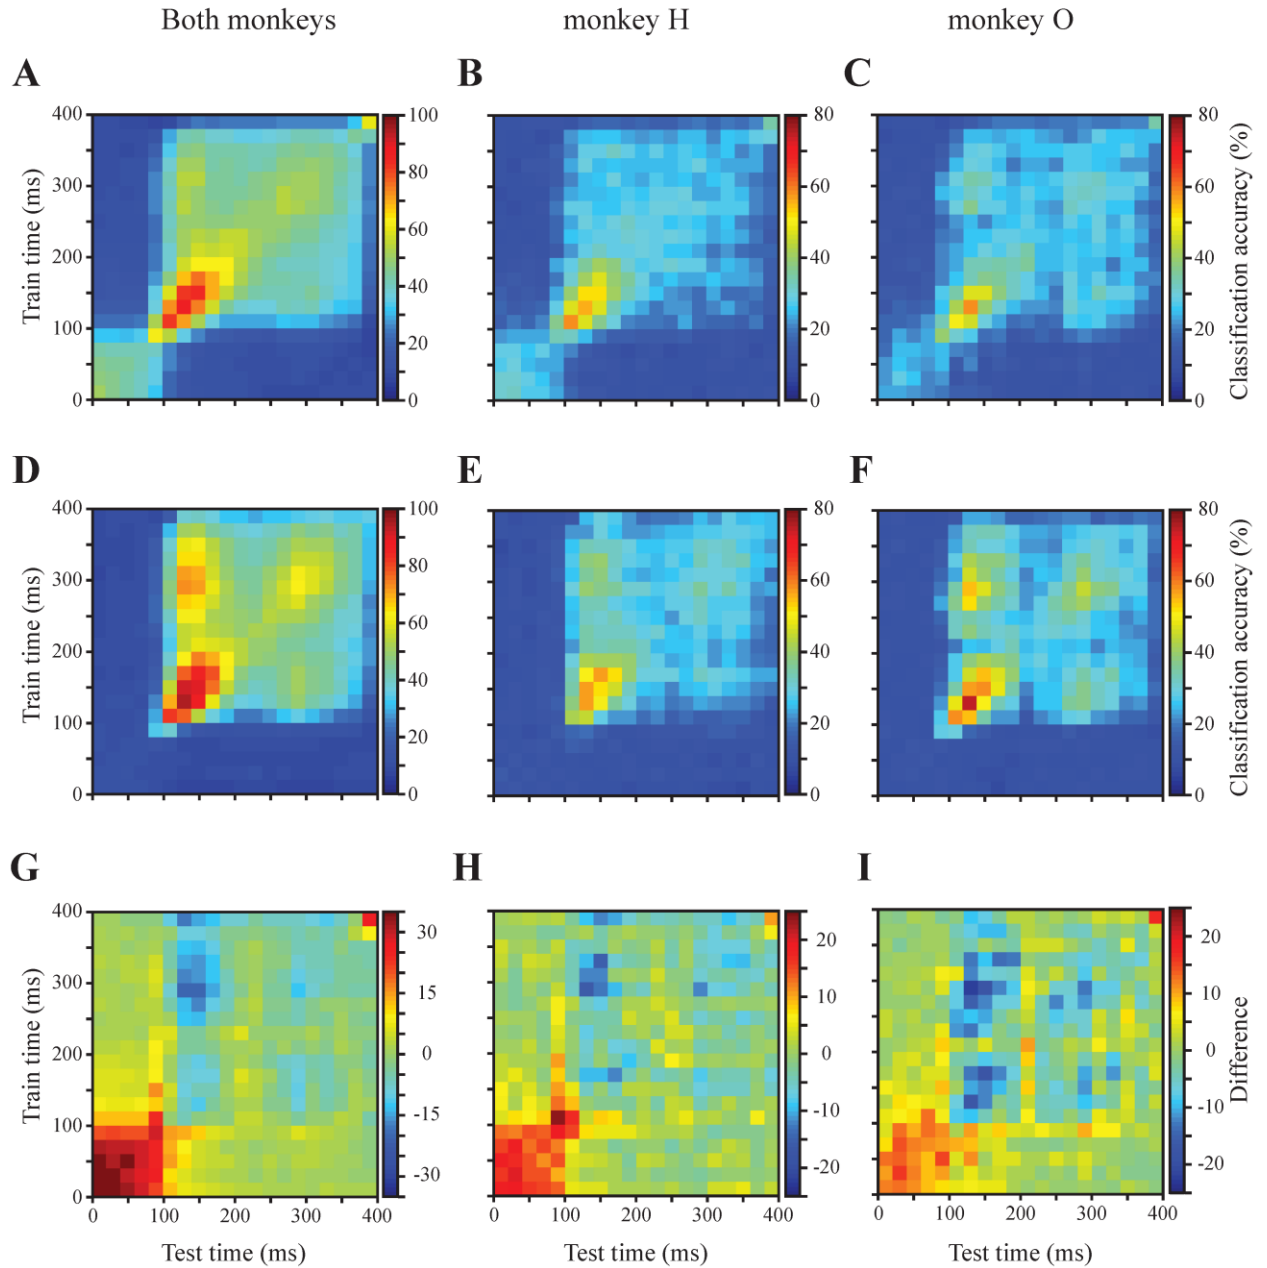 Both monkeys monkey H monkey O
A B C
400 100 80 80
300 80 60 60
200 60 40 40
100 40 20 20
0 20 0 0
0
Train time (ms) Classification accuracy (%)
D E F
400 100 80 80
300 80 60 60
200 60 40 40
100 40 20 20
0 20 0 0
0
Train time (ms) Classification accuracy (%)
G H I
400 30 20 20
300 15 10 10
200 0 0 0
100 -15 -10 -10
0 -30 -20 -20
Train time (ms) Difference
0 100 200 300 400 0 100 200 300 400 0 100 200 300 400
Test time (ms) Test time (ms) Test time (ms)